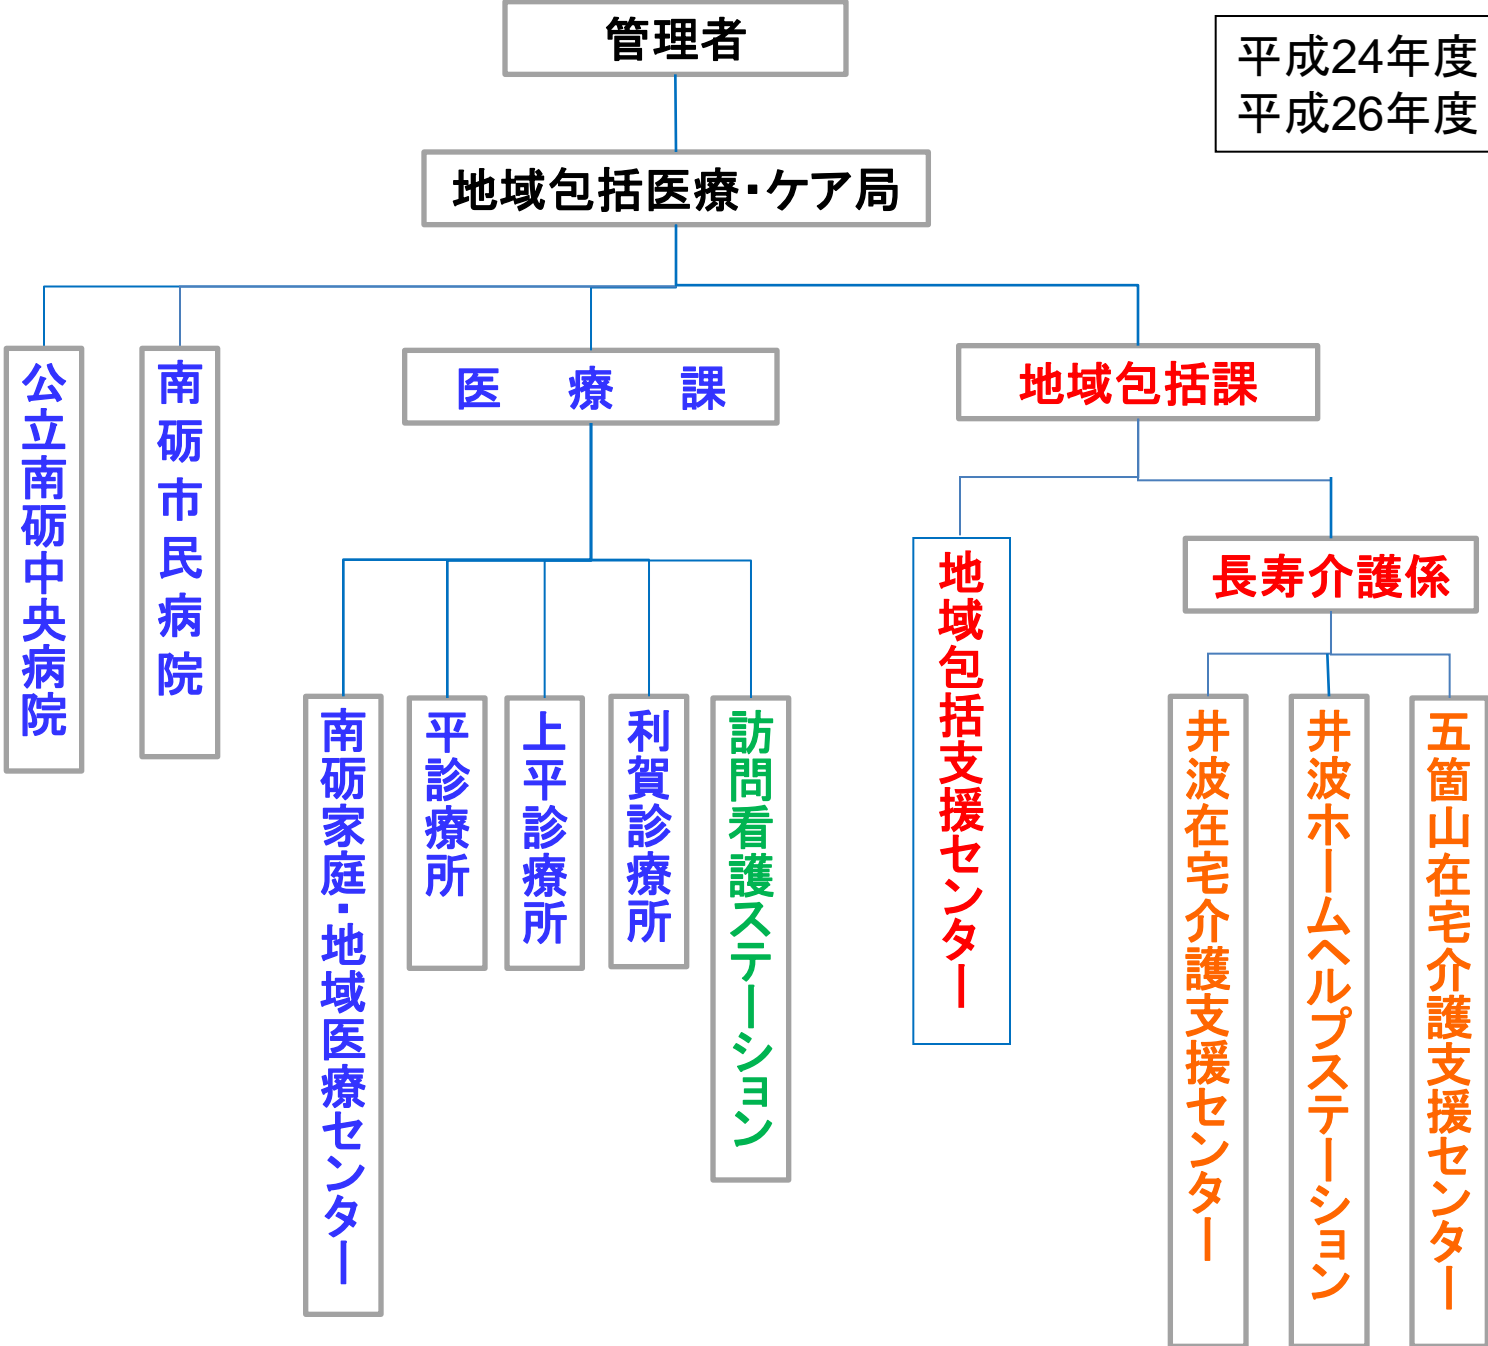 管理者
平成24年度
平成26年度
地域包括医療・ケア局
公立南砺中央病院
南砺市民病院
医療課
地域包括課
南砺家庭・地域医療センター
平診療所
上平診療所
利賀診療所
訪問看護ステーション
地域包括支援センター
長寿介護係
井波在宅介護支援センター
井波ホームヘルプステーション
五箇山在宅介護支援センター